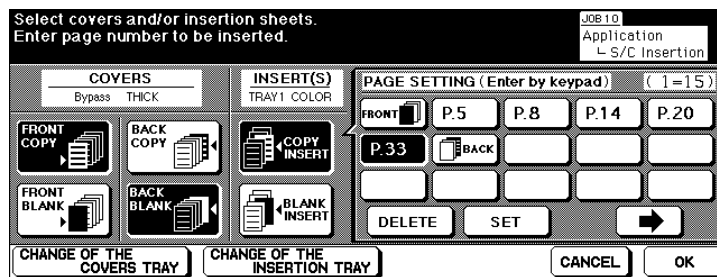 Select covers and/or insertion sheets.
Enter page number to be inserted.
JOB 10
Application
└ S/C Insertion
COVERS
Bypass THICK
INSERT(S)
TRAY1 COLOR
PAGE SETTING (Enter by keypad) ( 1=15)
FRONT P.5 P.8 P.14 P.20
P.33 BACK
FRONT COPY
BACK COPY
COPY INSERT
FRONT BLANK
BACK BLANK
BLANK INSERT
DELETE SET
CHANGE OF THE
COVERS TRAY
CHANGE OF THE
INSERTION TRAY
CANCEL OK